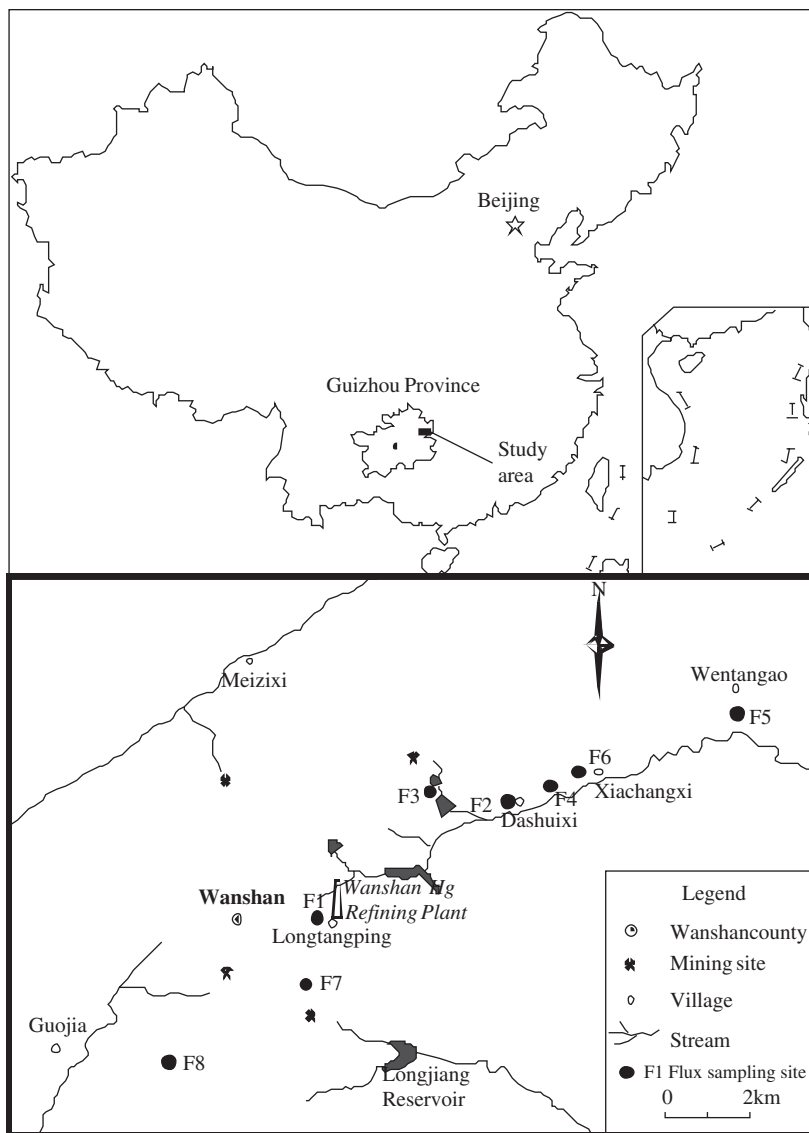 Beijing
Guizhou Province
Study
area
N
Meizixi
Wentangao
F5
F6
F3
F2
F4
Xiachangxi
Dashuixi
Wanshan
F1
Wanshan Hg
Refining Plant
Longtangping
F7
Guojia
F8
Longjiang
Reservoir
Legend
Wanshancounty
Mining site
Village
Stream
F1 Flux sampling site
0 2km